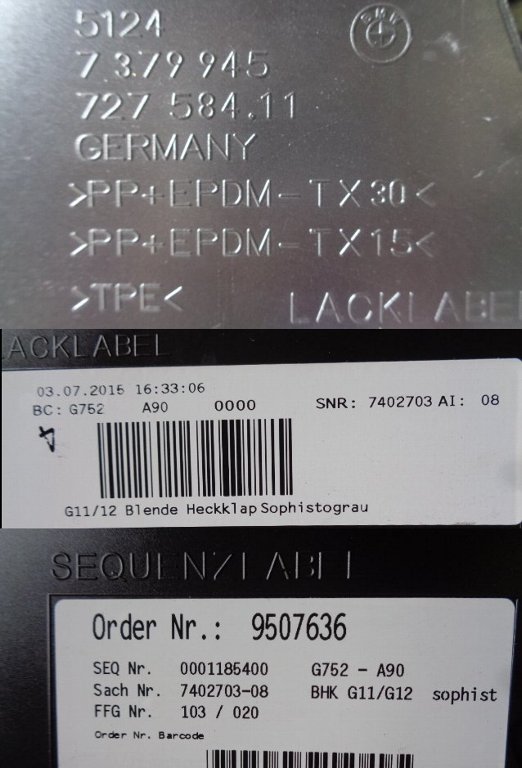 5124
BMW
7 379 945
727 584.11
GERMANY
>PP+EPDM-TX30<
>PP+EPDM-TX15<
>TPE<
LACKLABEL
LACKLABEL
03.07.2015 16:33:06
BC: G752 A90 0000 SNR: 7402703 AI: 08
G11/12 Blende Heckklap Sophistograu
SEQUENZLABEL
Order Nr.: 9507636
SEQ Nr. 0001185400 G752 - A90
Sach Nr. 7402703-08 BHK G11/G12 sophist
FFG Nr. 103 / 020
Order Nr. Barcode